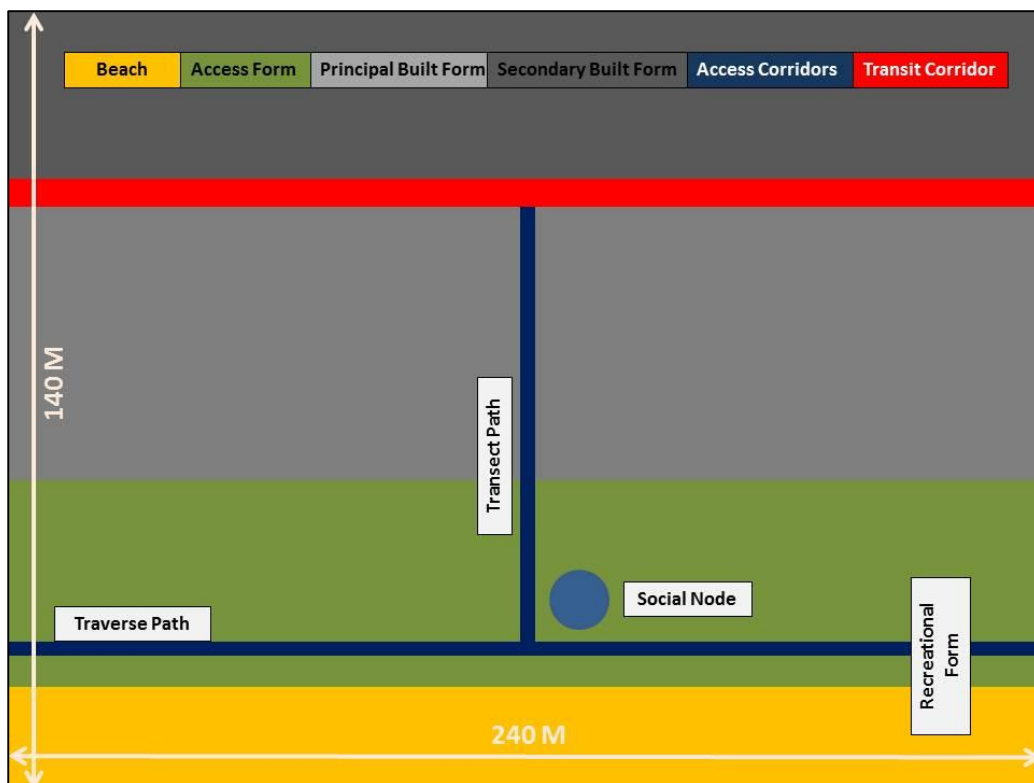 Beach
Access Form
Principal Built Form
Secondary Built Form
Access Corridors
Transit Corridor
140 M
Transect Path
Social Node
Traverse Path
Recreational
Form
240 M